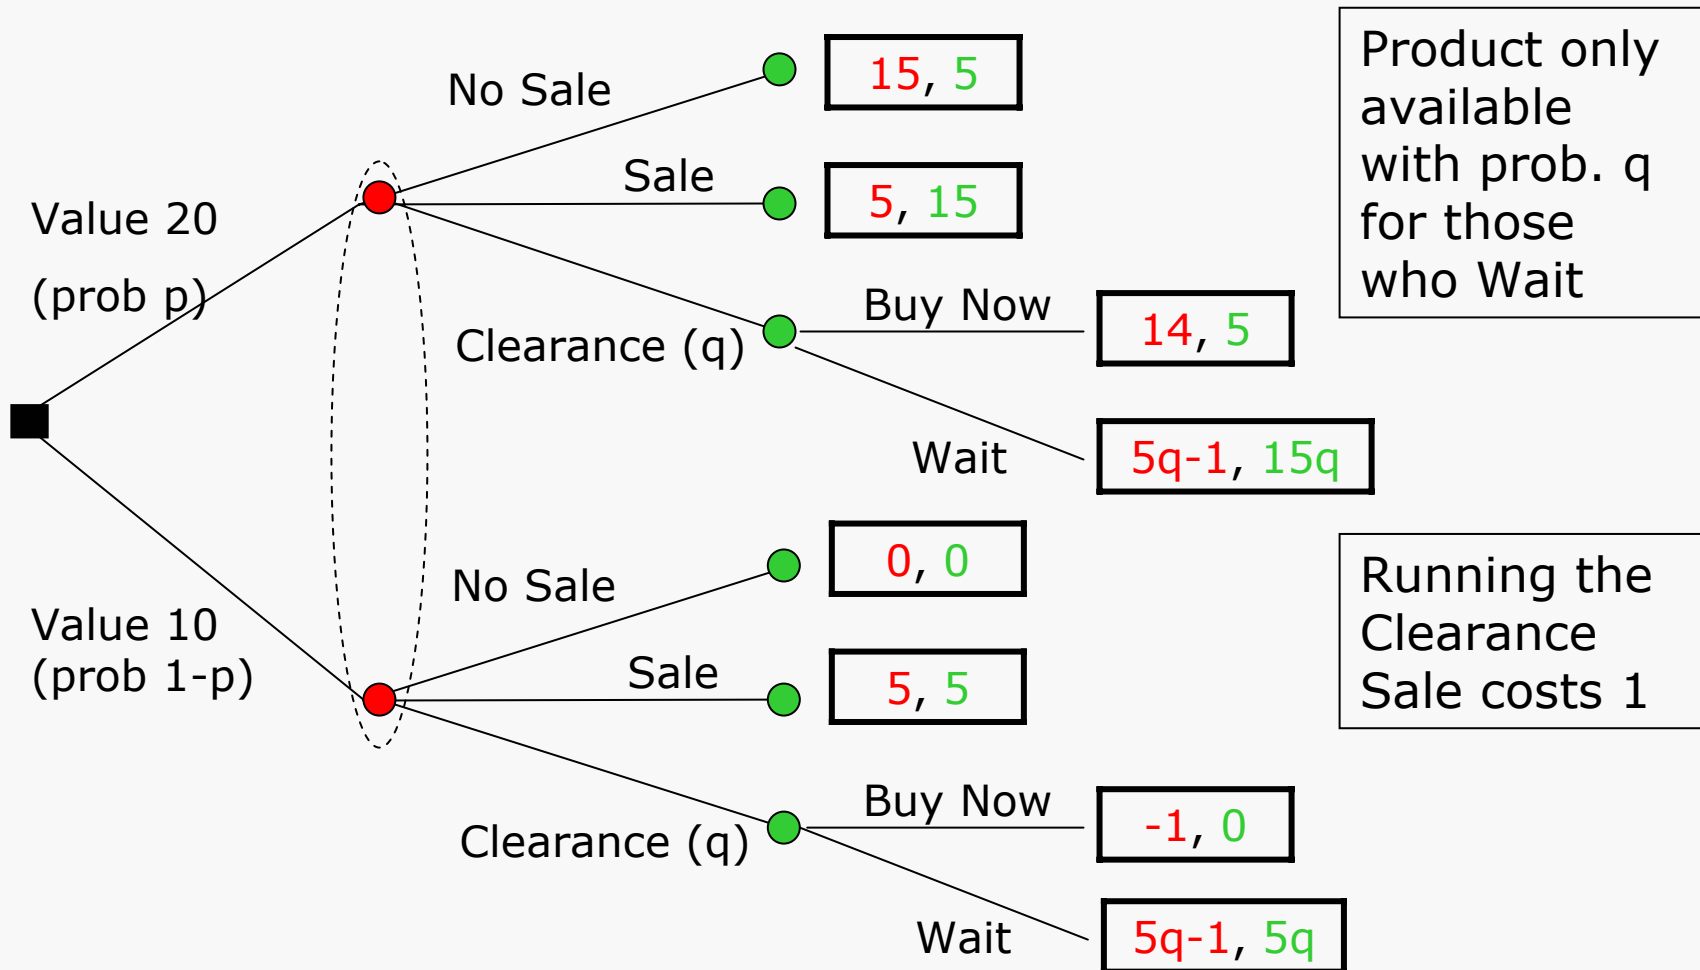 No Sale
15, 5
Sale
5, 15
Value 20
(prob p)
Clearance (q)
Buy Now
14, 5
Wait
5q-1, 15q
Product only
available
with prob. q
for those
who Wait
No Sale
0, 0
Sale
5, 5
Value 10
(prob 1-p)
Clearance (q)
Buy Now
-1, 0
Wait
5q-1, 5q
Running the
Clearance
Sale costs 1